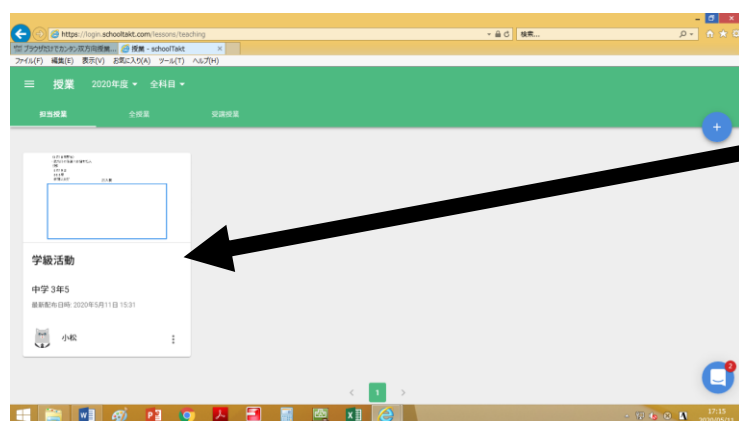 https://login.schooltakt.com/lessons/teaching
検索...
授業 - schoolTakt
ファイル(F) 編集(E) 表示(V) お気に入り(A) ツール(T) ヘルプ(H)
授業 2020年度 全科目
担当授業 全授業 受講授業
学級活動
中学 3年5
最新配布日時: 2020年5月11日 15:31
小松
1
2
17:15
2020/05/11